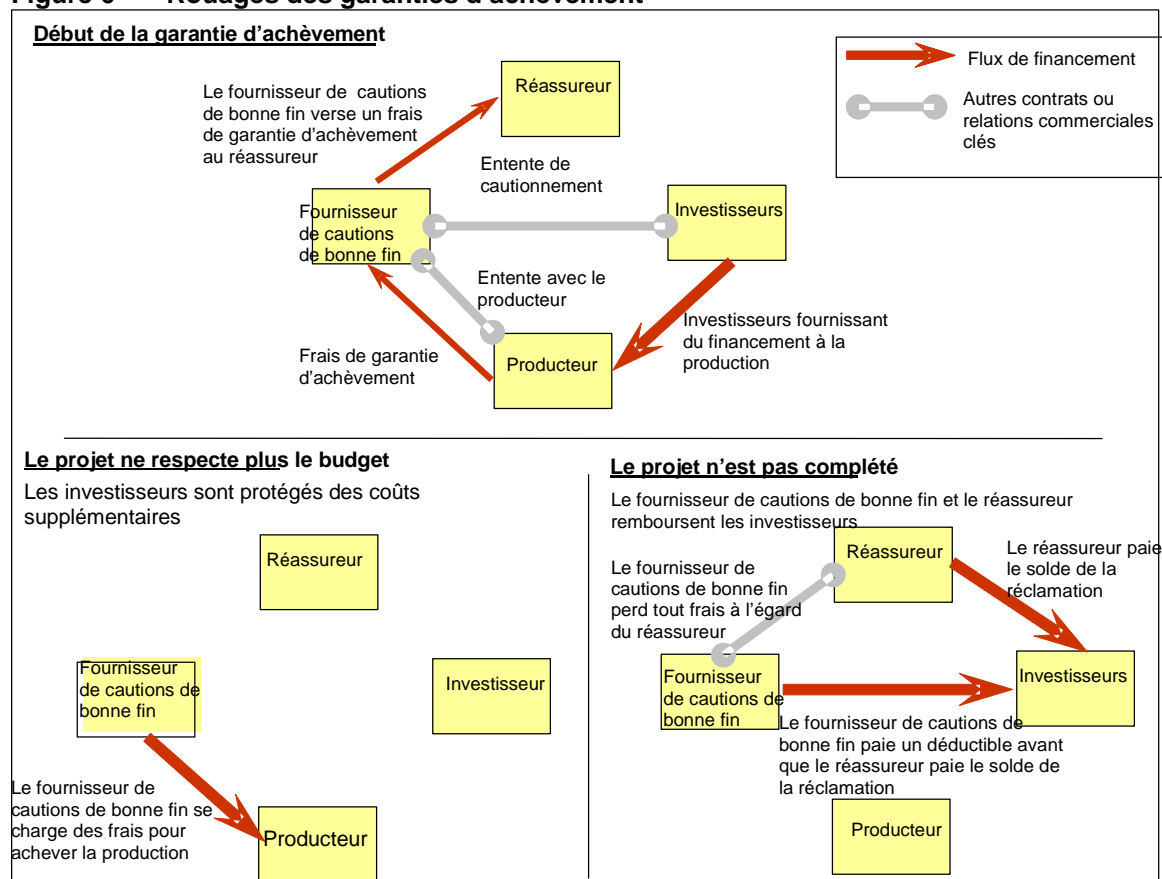 Début de la garantie d'achèvement
Flux de financement
Autres contrats ou
relations commerciales
clés
Réassureur
Le fournisseur de cautions
de bonne fin verse un frais
de garantie d'achèvement
au réassureur
Entente de
cautionnement
Fournisseur
de cautions
de bonne fin
Investisseurs
Entente avec le
producteur
Investisseurs fournissant
du financement à la
production
Frais de garantie
d'achèvement
Producteur
Le projet ne respecte plus le budget
Les investisseurs sont protégés des coûts
supplémentaires
Réassureur
Fournisseur
de cautions de
bonne fin
Investisseur
Le fournisseur de
cautions de bonne fin se
charge des frais pour
achever la production
Producteur
Le projet n'est pas complété
Le fournisseur de cautions de bonne fin et le réassureur
remboursent les investisseurs
Réassureur
Le réassureur paie
le solde de la
réclamation
Le fournisseur de
cautions de bonne fin
perd tout frais à l'égard
du réassureur
Fournisseur
de cautions de
bonne fin
Investisseurs
Le fournisseur de cautions de
bonne fin paie un déductible avant
que le réassureur paie le solde de
la réclamation
Producteur